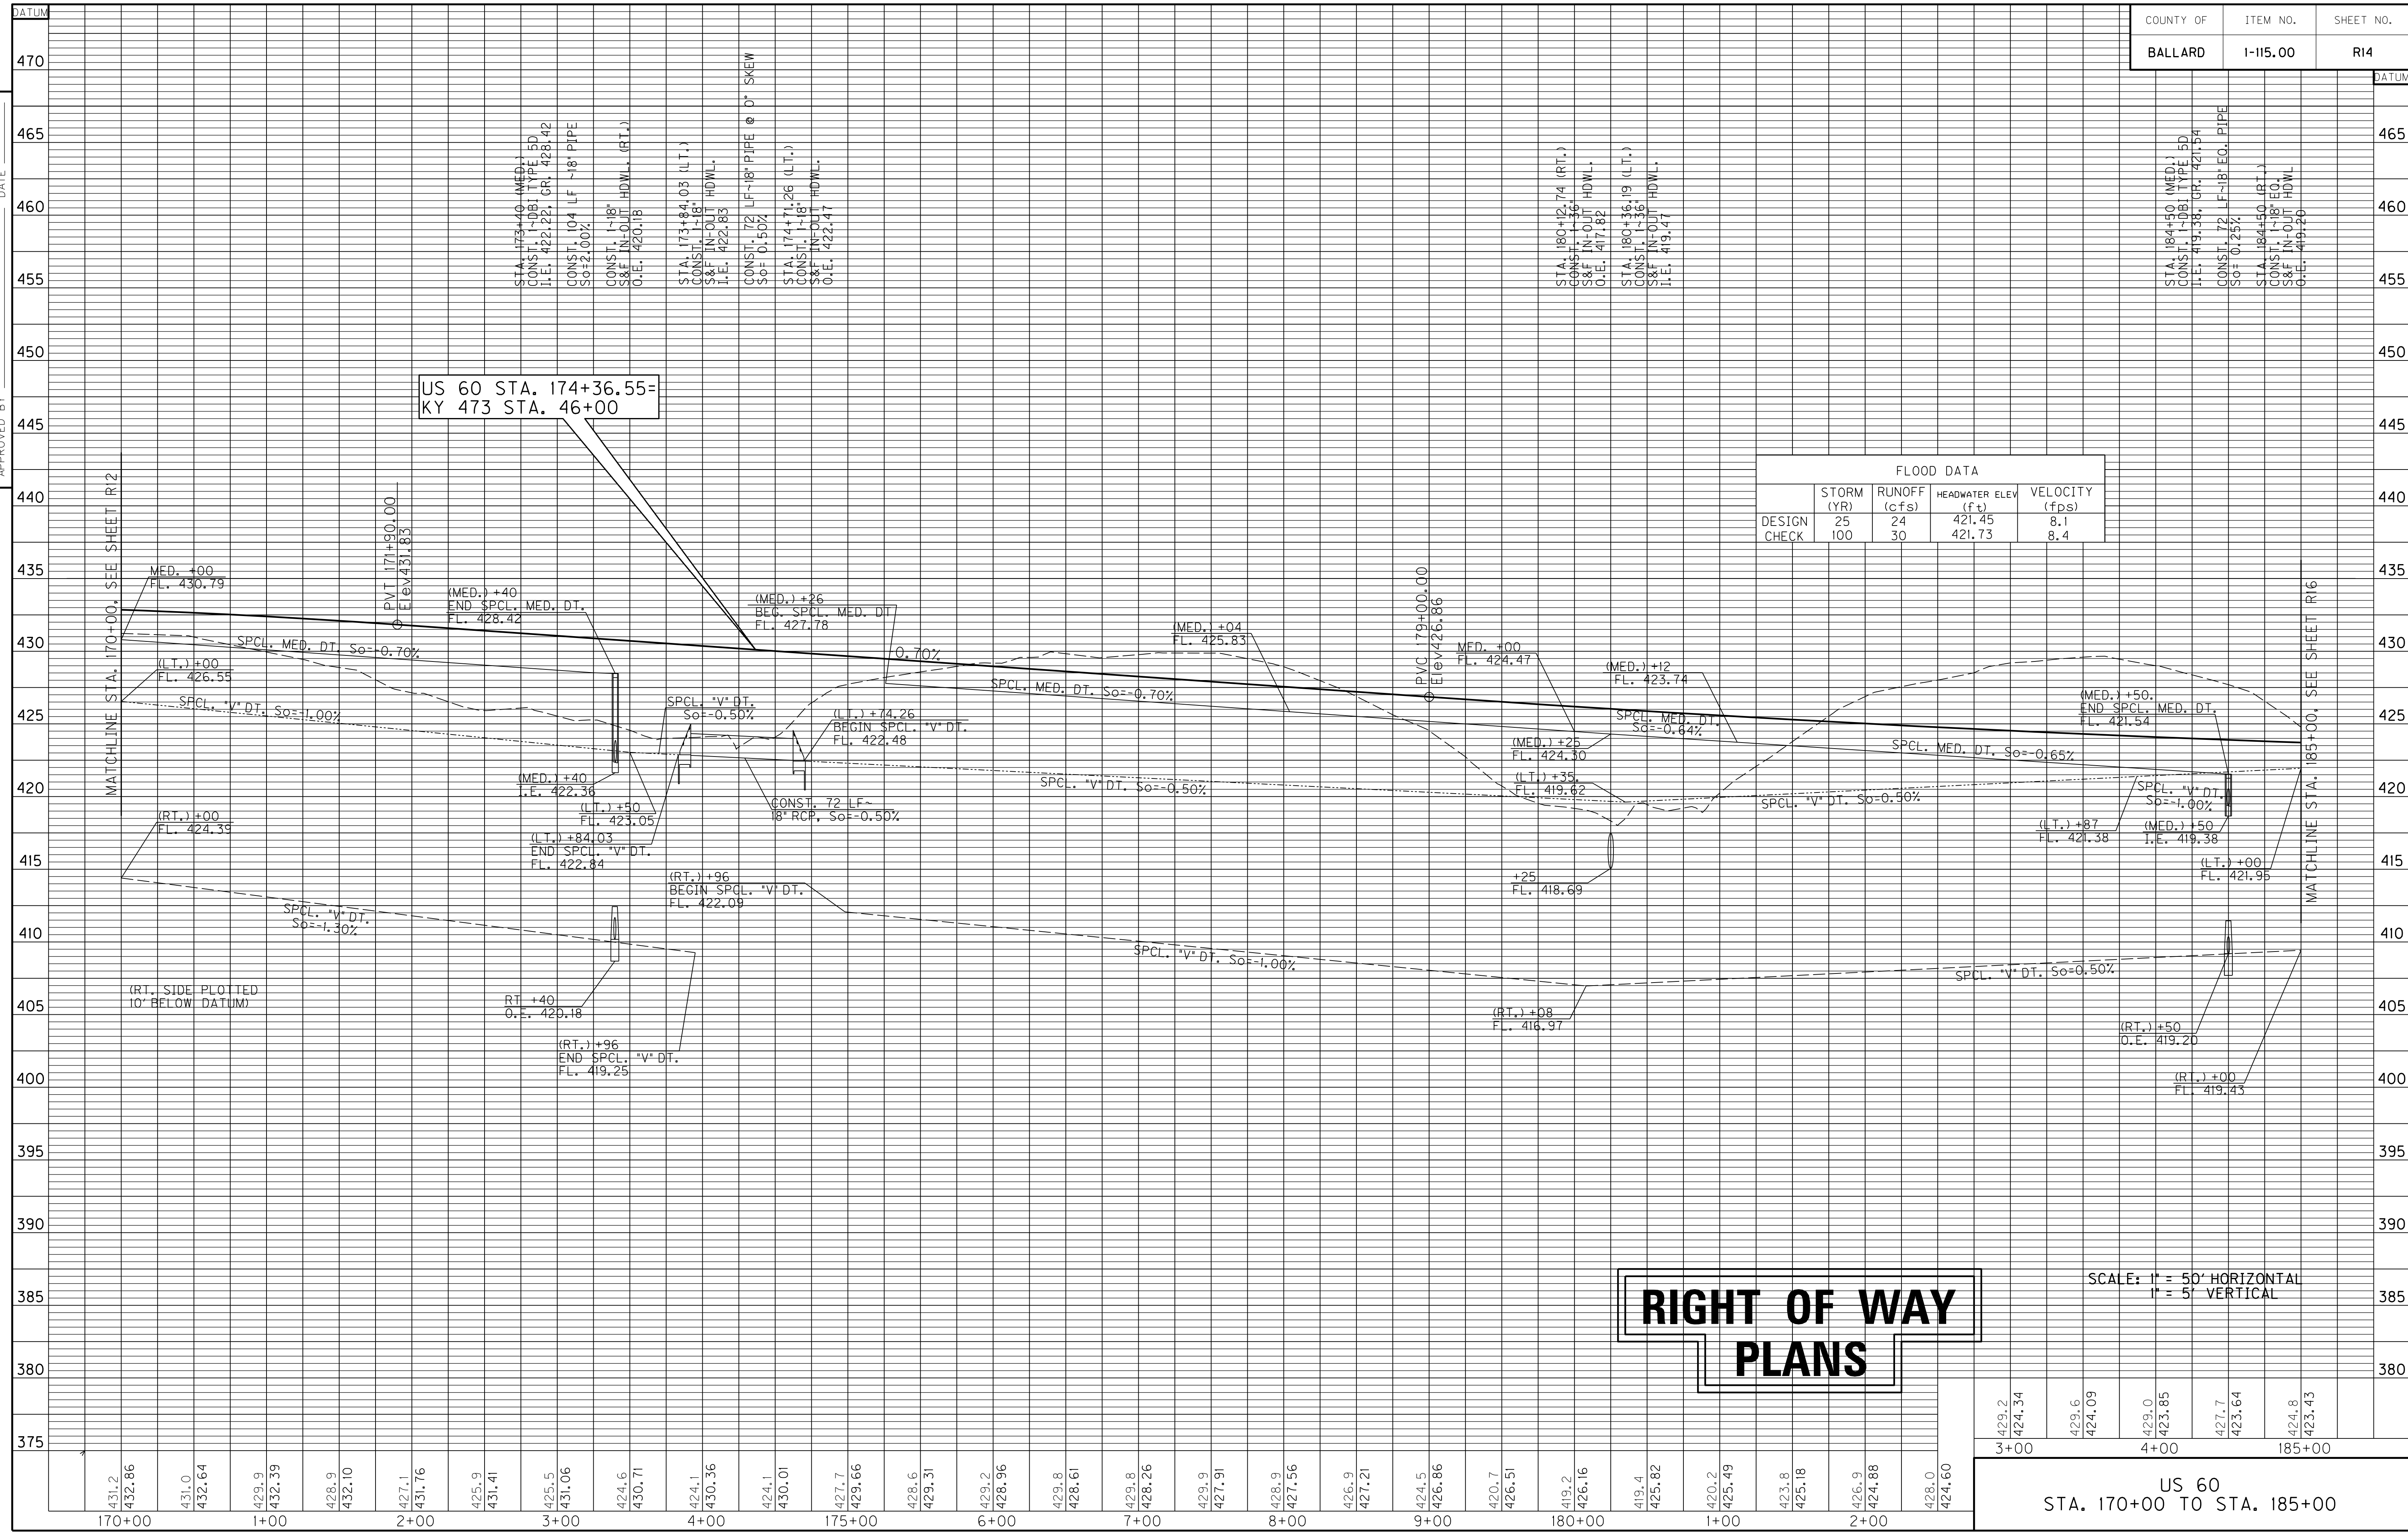 DATUM
COUNTY OF
ITEM NO.
SHEET NO.
BALLARD
1-115.00
R14
DATUM
DATE
APPROVED BY
470
465
460
455
450
445
440
435
430
425
420
415
410
405
400
395
390
385
380
375
465
460
455
450
445
440
435
430
425
420
415
410
405
400
395
390
385
380
STA. 173+40 (MED.)
CONST. 1~DBI TYPE 5D
I.E. 422.22, GR. 428.42
CONST. 104 LF ~18" PIPE
So=2.00%
CONST. 1~18"
S&F IN-OUT HDWL. (RT.)
O.E. 420.18
STA. 173+84.03 (LT.)
CONST. 1~18"
S&F IN-OUT HDWL.
I.E. 422.83
CONST. 72 LF~18" PIPE @ 0° SKEW
So= 0.50%
STA. 174+71.26 (LT.)
CONST. 1~18"
S&F IN-OUT HDWL.
O.E. 422.47
STA. 180+12.74 (RT.)
CONST. 1~36"
S&F IN-OUT HDWL.
O.E. 417.82
STA. 180+36.19 (LT.)
CONST. 1~36"
S&F IN-OUT HDWL.
I.E. 419.47
STA. 184+50 (MED.)
CONST. 1~DBI TYPE 5D
I.E. 419.38, GR. 421.54
CONST. 72 LF~18" EQ. PIPE
So= 0.25%
STA. 184+50 (RT.)
CONST. 1~18" EQ.
S&F IN-OUT HDWL
O.E. 419.20
US 60 STA. 174+36.55=
KY 473 STA. 46+00
FLOOD DATA
STORM (YR)
RUNOFF (cfs)
HEADWATER ELEV (ft)
VELOCITY (fps)
DESIGN 25 24 421.45 8.1
CHECK 100 30 421.73 8.4
MATCHLINE STA. 170+00, SEE SHEET R12
MED. +00
FL. 430.79
PVT 171+90.00
Elev431.83
(MED.) +40
END SPCL. MED. DT.
FL. 428.42
(MED.) +26
BEG. SPCL. MED. DT
FL. 427.78
(MED.) +04
FL. 425.83
PVC 179+00.00
Elev426.86
MED. +00
FL. 424.47
(MED.) +12
FL. 423.74
SPCL. MED. DT. So=-0.70%
0.70%
(LT.) +00
FL. 426.55
SPCL. "V" DT. So=-1.00%
SPCL. "V" DT.
So=-0.50%
(LT.) +74.26
BEGIN SPCL. "V" DT.
FL. 422.48
SPCL. MED. DT. So=-0.70%
SPCL. MED. DT.
So=-0.64%
(MED.) +50.
END SPCL. MED. DT.
FL. 421.54
(MED.) +25
FL. 424.30
SPCL. MED. DT. So=-0.65%
(MED.) +40
I.E. 422.36
(LT.) +50
FL. 423.05
CONST. 72 LF~
18" RCP, So=-0.50%
SPCL. "V" DT. So=-0.50%
(LT.) +35.
FL. 419.62
SPCL. "V" DT. So=0.50%
SPCL. "V" DT.
So=-1.00%
(RT.) +00
FL. 424.39
(LT.) +84.03
END SPCL. "V" DT.
FL. 422.84
(LT.) +87
FL. 421.38
(MED.) +50
I.E. 419.38
(LT.) +00
FL. 421.95
MATCHLINE STA. 185+00, SEE SHEET R16
(RT.) +96
BEGIN SPCL. "V" DT.
FL. 422.09
+25
FL. 418.69
SPCL. "V" DT.
So=-1.30%
SPCL. "V" DT. So=-1.00%
SPCL. "V" DT. So=0.50%
(RT. SIDE PLOTTED
10' BELOW DATUM)
RT. +40
O.E. 420.18
(RT.) +08
FL. 416.97
(RT.) +50
O.E. 419.20
(RT.) +96
END SPCL. "V" DT.
FL. 419.25
(RT.) +00
FL. 419.43
SCALE: 1" = 50' HORIZONTAL
1" = 5' VERTICAL
RIGHT OF WAY
PLANS
429.2 424.34
429.6 424.09
429.0 423.85
427.7 423.64
424.8 423.43
3+00 4+00 185+00
431.2 432.86
431.0 432.64
429.9 432.39
428.9 432.10
427.1 431.76
425.9 431.41
425.5 431.06
424.6 430.71
424.1 430.36
424.1 430.01
427.7 429.66
428.6 429.31
429.2 428.96
429.8 428.61
429.8 428.26
429.9 427.91
428.9 427.56
426.9 427.21
424.5 426.86
420.7 426.51
419.2 426.16
419.4 425.82
420.2 425.49
423.8 425.18
426.9 424.88
428.0 424.60
170+00 1+00 2+00 3+00 4+00 175+00 6+00 7+00 8+00 9+00 180+00 1+00 2+00
US 60
STA. 170+00 TO STA. 185+00